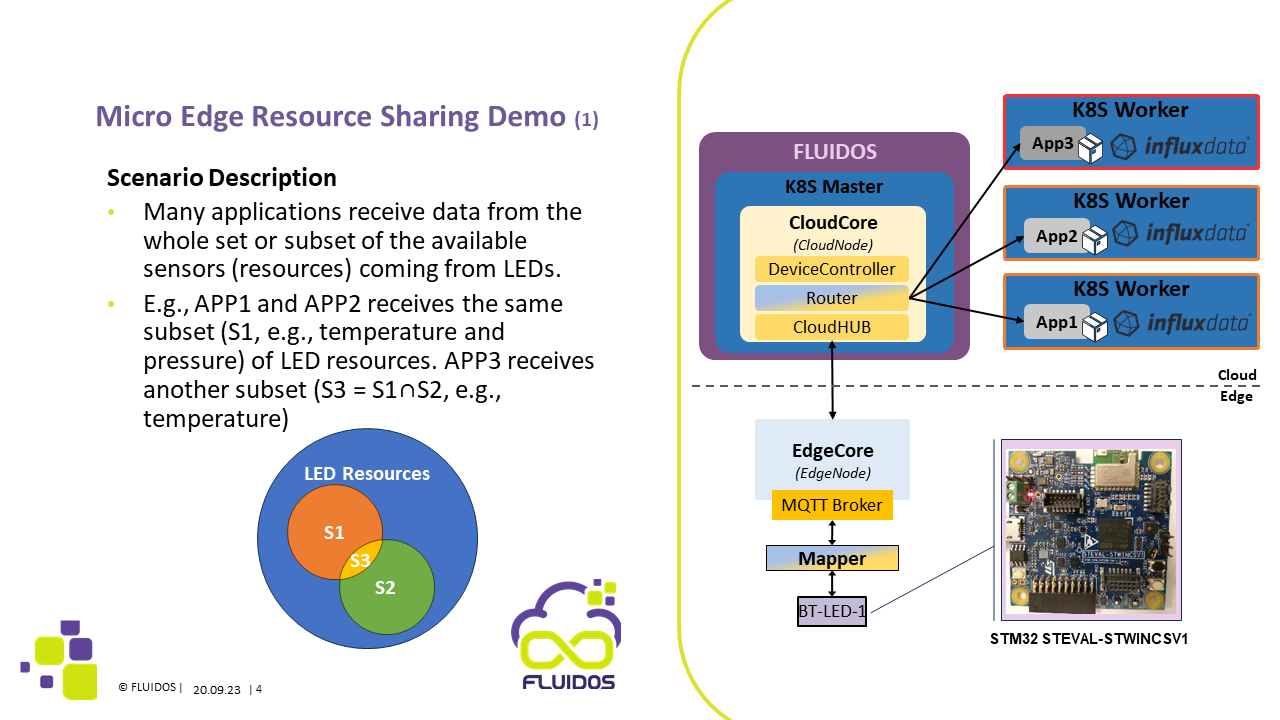 Micro Edge Resource Sharing Demo (1)
Scenario Description
• Many applications receive data from the
whole set or subset of the available
sensors (resources) coming from LEDs.
• E.g., APP1 and APP2 receives the same
subset (S1, e.g., temperature and
pressure) of LED resources. APP3 receives
another subset (S3 = S1∩S2, e.g.,
temperature)
LED Resources
S1
S3
S2
FLUIDOS
© FLUIDOS | 20.09.23 | 4
FLUIDOS
K8S Master
CloudCore
(CloudNode)
DeviceController
Router
CloudHUB
K8S Worker
App3
influxdata
K8S Worker
App2
influxdata
K8S Worker
App1
influxdata
Cloud
Edge
EdgeCore
(EdgeNode)
MQTT Broker
Mapper
BT-LED-1
STEVAL-STWINCSV1
STM32 STEVAL-STWINCSV1